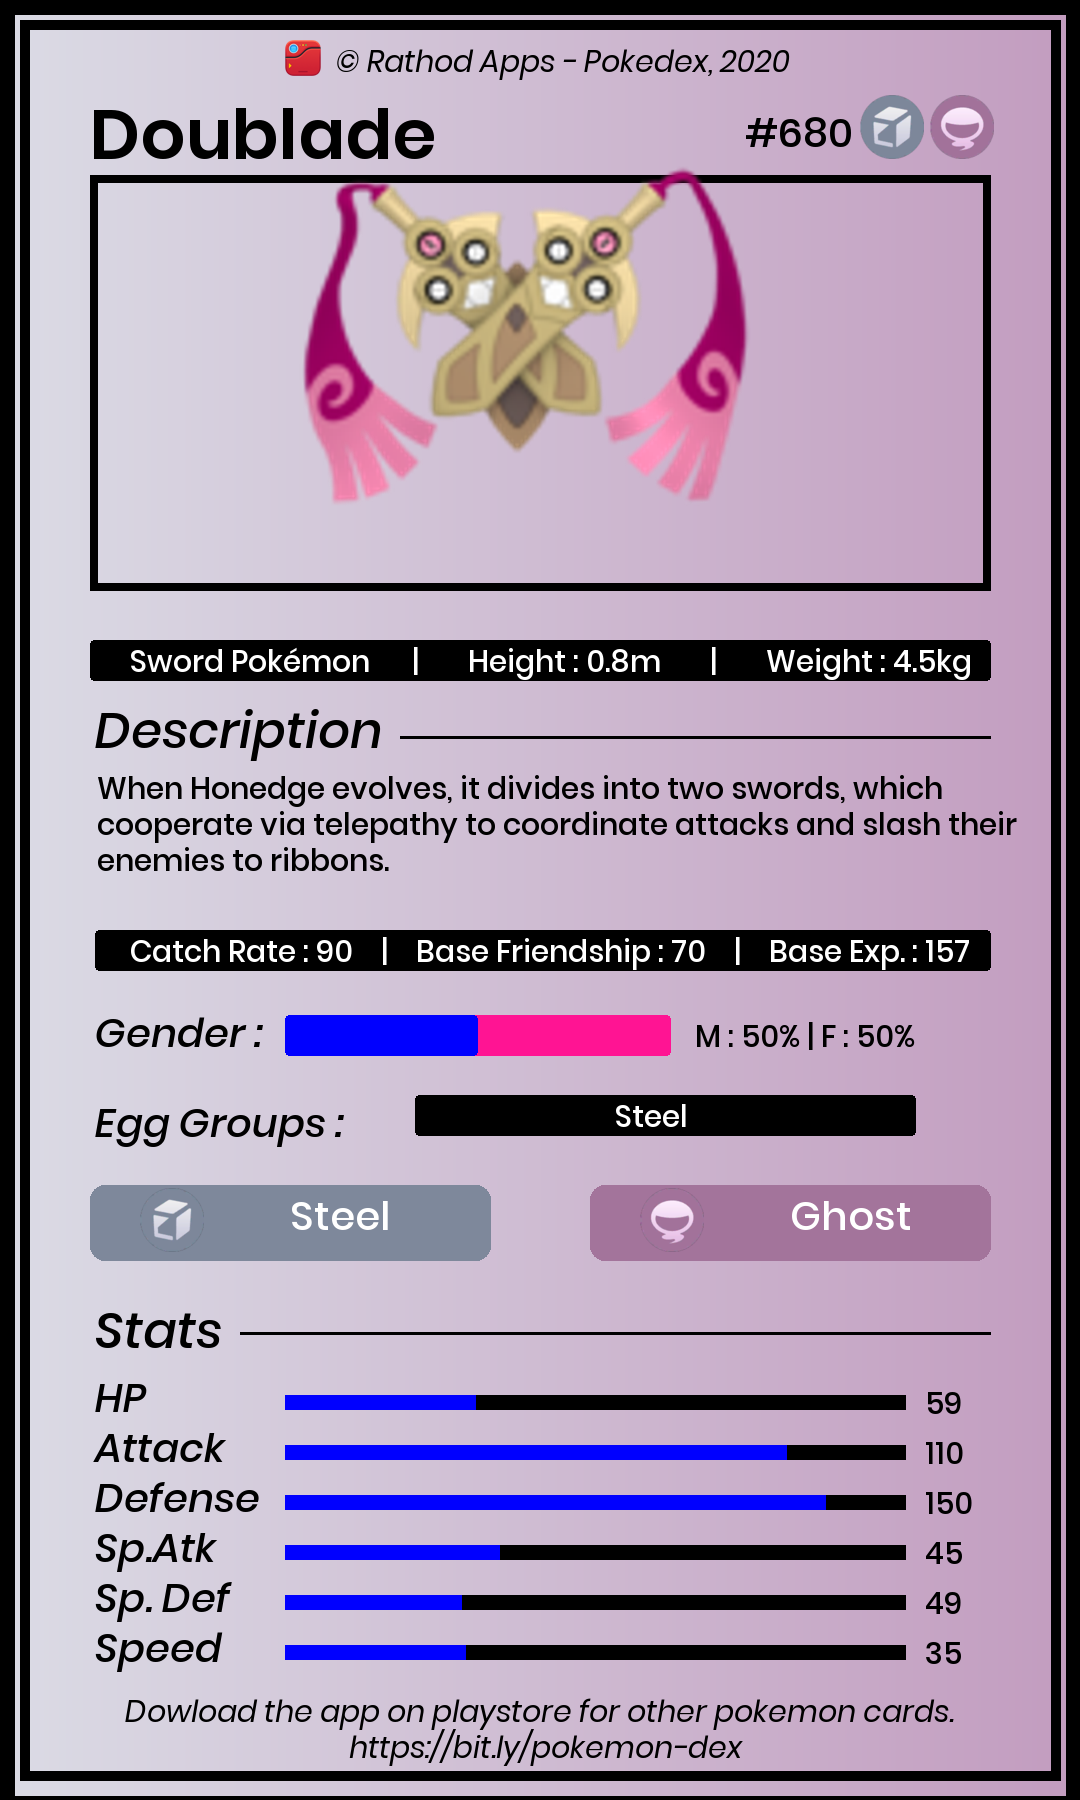 © Rathod Apps - Pokedex, 2020
Doublade #680
Sword Pokémon | Height : 0.8m | Weight : 4.5kg
Description
When Honedge evolves, it divides into two swords, which
cooperate via telepathy to coordinate attacks and slash their
enemies to ribbons.
Catch Rate : 90 | Base Friendship : 70 | Base Exp. : 157
Gender : M : 50% | F : 50%
Egg Groups : Steel
Steel Ghost
Stats
HP 59
Attack 110
Defense 150
Sp.Atk 45
Sp. Def 49
Speed 35
Dowload the app on playstore for other pokemon cards.
https://bit.ly/pokemon-dex